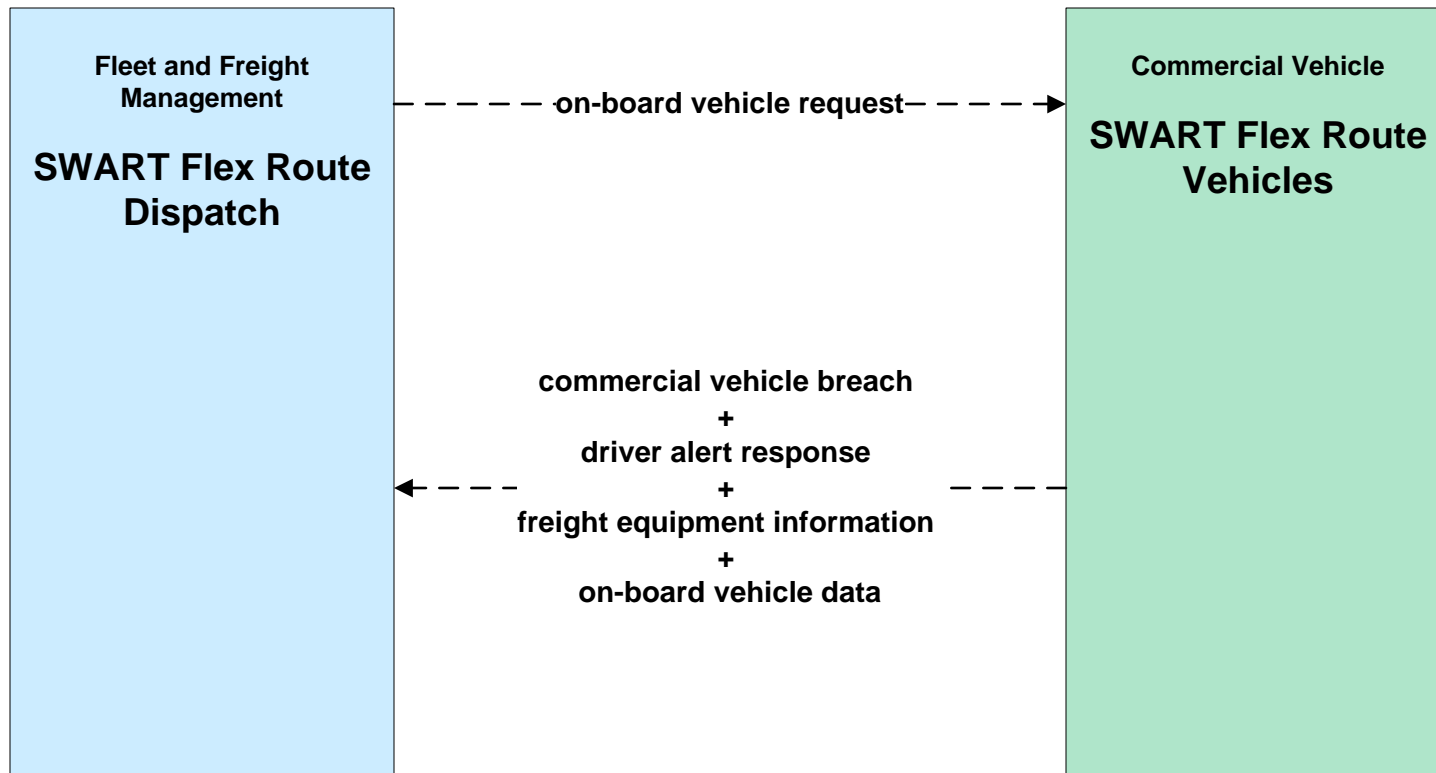 Fleet and Freight
Management
SWART Flex Route
Dispatch
on-board vehicle request
Commercial Vehicle
SWART Flex Route
Vehicles
commercial vehicle breach
+
driver alert response
+
freight equipment information
+
on-board vehicle data